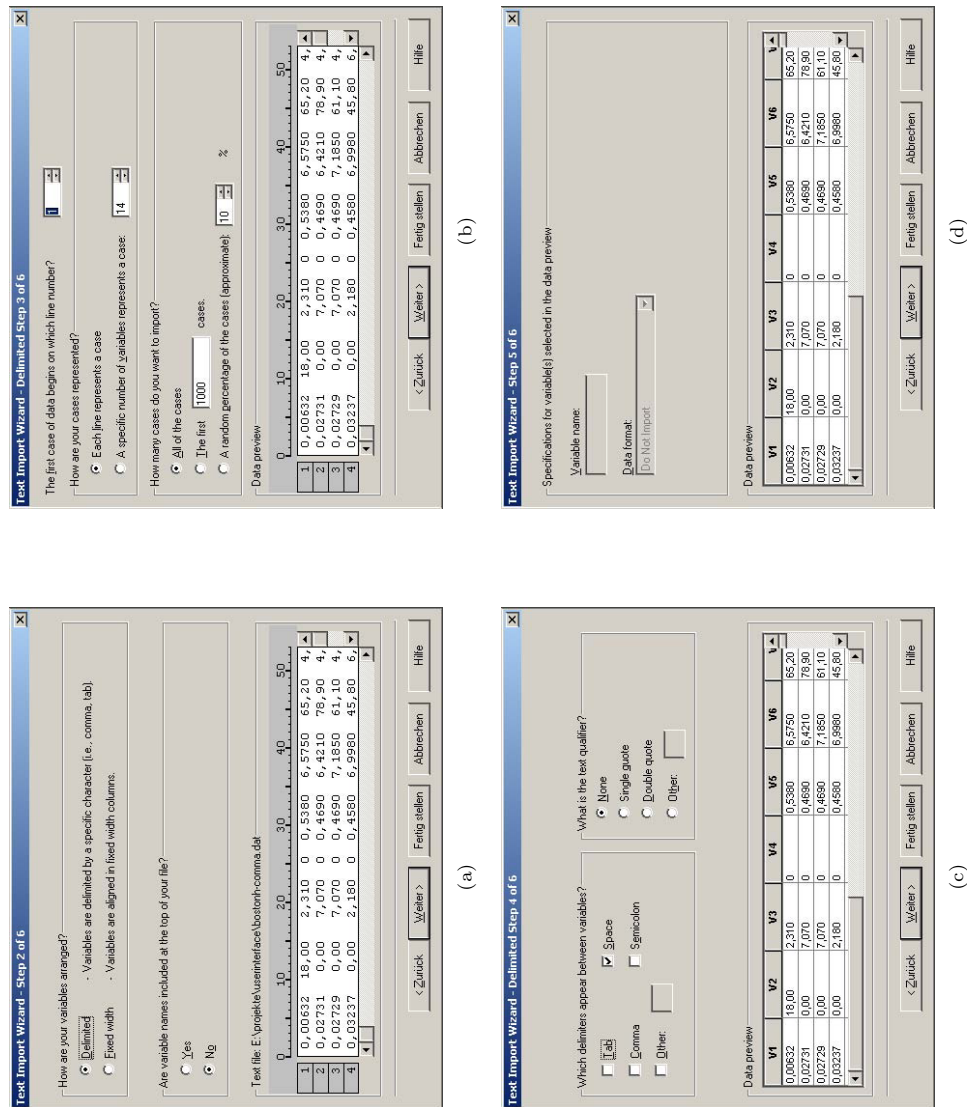 Text Import Wizard - Step 2 of 6
How are your variables arranged?
Delimited - Variables are delimited by a specific character (i.e., comma, tab).
Fixed width - Variables are aligned in fixed width columns.
Are variable names included at the top of your file?
Yes
No
Text file: E:\projekte\userinterface\bostonh-comma.dat
0 10 20 30 40 50
1 0,00632 18,00 2,310 0 0,5380 6,5750 65,20 4,
2 0,02731 0,00 7,070 0 0,4690 6,4210 78,90 4,
3 0,02729 0,00 7,070 0 0,4690 7,1850 61,10 4,
4 0,03237 0,00 2,180 0 0,4580 6,9980 45,80 6,
< Zurück Weiter > Fertig stellen Abbrechen Hilfe
(a)
Text Import Wizard - Delimited Step 3 of 6
The first case of data begins on which line number? 1
How are your cases represented?
Each line represents a case
A specific number of variables represents a case: 14
How many cases do you want to import?
All of the cases
The first 1000 cases.
A random percentage of the cases (approximate): 10 %
Data preview
0 10 20 30 40 50
1 0,00632 18,00 2,310 0 0,5380 6,5750 65,20 4,
2 0,02731 0,00 7,070 0 0,4690 6,4210 78,90 4,
3 0,02729 0,00 7,070 0 0,4690 7,1850 61,10 4,
4 0,03237 0,00 2,180 0 0,4580 6,9980 45,80 6,
< Zurück Weiter > Fertig stellen Abbrechen Hilfe
(b)
Text Import Wizard - Delimited Step 4 of 6
Which delimiters appear between variables?
Tab Space
Comma Semicolon
Other:
What is the text qualifier?
None
Single quote
Double quote
Other:
Data preview
V1 V2 V3 V4 V5 V6
0,00632 18,00 2,310 0 0,5380 6,5750 65,20
0,02731 0,00 7,070 0 0,4690 6,4210 78,90
0,02729 0,00 7,070 0 0,4690 7,1850 61,10
0,03237 0,00 2,180 0 0,4580 6,9980 45,80
< Zurück Weiter > Fertig stellen Abbrechen Hilfe
(c)
Text Import Wizard - Step 5 of 6
Specifications for variable(s) selected in the data preview
Variable name:
Data format:
Do Not Import
Data preview
V1 V2 V3 V4 V5 V6
0,00632 18,00 2,310 0 0,5380 6,5750 65,20
0,02731 0,00 7,070 0 0,4690 6,4210 78,90
0,02729 0,00 7,070 0 0,4690 7,1850 61,10
0,03237 0,00 2,180 0 0,4580 6,9980 45,80
< Zurück Weiter > Fertig stellen Abbrechen Hilfe
(d)